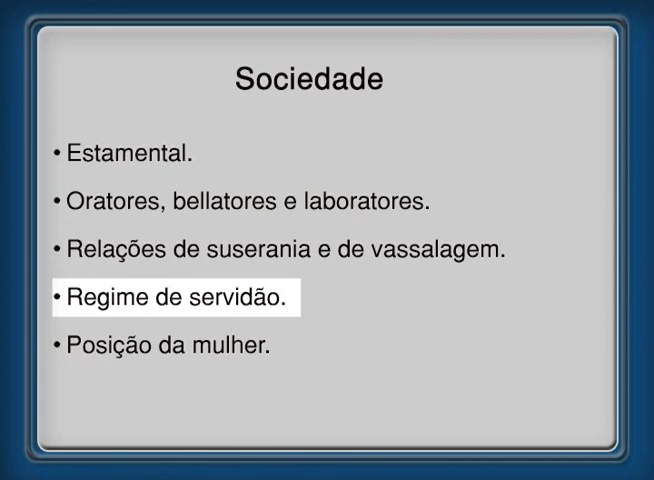 Sociedade
• Estamental.
• Oratores, bellatores e laboratores.
• Relações de suserania e de vassalagem.
• Regime de servidão.
• Posição da mulher.